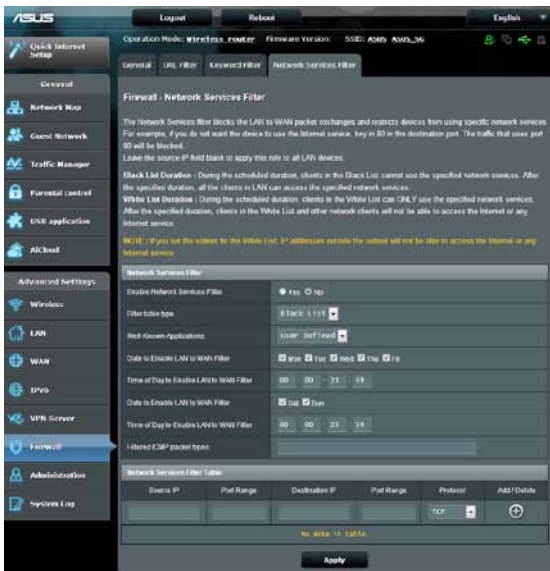 ASUS
Logout
Reboot
English
Quick Internet Setup
Operation Mode: Wireless router Firmware Version: SSID: ASUS ASUS_5G
General
URL Filter
Keyword Filter
Network Services Filter
General
Network Map
Guest Network
Traffic Manager
Parental control
USB application
AiCloud
Advanced Settings
Wireless
LAN
WAN
IPv6
VPN Server
Firewall
Administration
System Log
Firewall - Network Services Filter
The Network Services filter blocks the LAN to WAN packet exchanges and restricts devices from using specific network services.
For example, if you do not want the device to use the Internet service, key in 80 in the destination port. The traffic that uses port
80 will be blocked.
Leave the source IP field blank to apply this rule to all LAN devices.
Black List Duration : During the scheduled duration, clients in the Black List cannot use the specified network services. After
the specified duration, all the clients in LAN can access the specified network services.
White List Duration : During the scheduled duration, clients in the White List can ONLY use the specified network services.
After the specified duration, clients in the White List and other network clients will not be able to access the Internet or any
Internet service.
NOTE : If you set the subnet for the White List, IP addresses outside the subnet will not be able to access the Internet or any
Internet service.
Network Services Filter
Enable Network Services Filter
Yes No
Filter table type
Black List
Well-Known Applications
User Defined
Date to Enable LAN to WAN Filter
Mon Tue Wed Thu Fri
Time of Day to Enable LAN to WAN Filter
00 : 00 - 23 : 59
Date to Enable LAN to WAN Filter
Sat Sun
Time of Day to Enable LAN to WAN Filter
00 : 00 - 23 : 59
Filtered ICMP packet types
Network Services Filter Table
Source IP
Port Range
Destination IP
Port Range
Protocol
Add / Delete
TCP
No data in table.
Apply